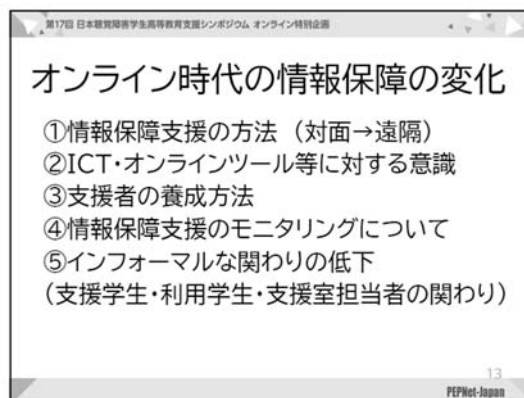 第17回 日本聴覚障害学生高等教育支援シンポジウム オンライン特別企画
オンライン時代の情報保障の変化
①情報保障支援の方法（対面→遠隔）
②ICT・オンラインツール等に対する意識
③支援者の養成方法
④情報保障支援のモニタリングについて
⑤インフォーマルな関わりの低下
（支援学生・利用学生・支援室担当者の関わり）
13
PEPNet-Japan